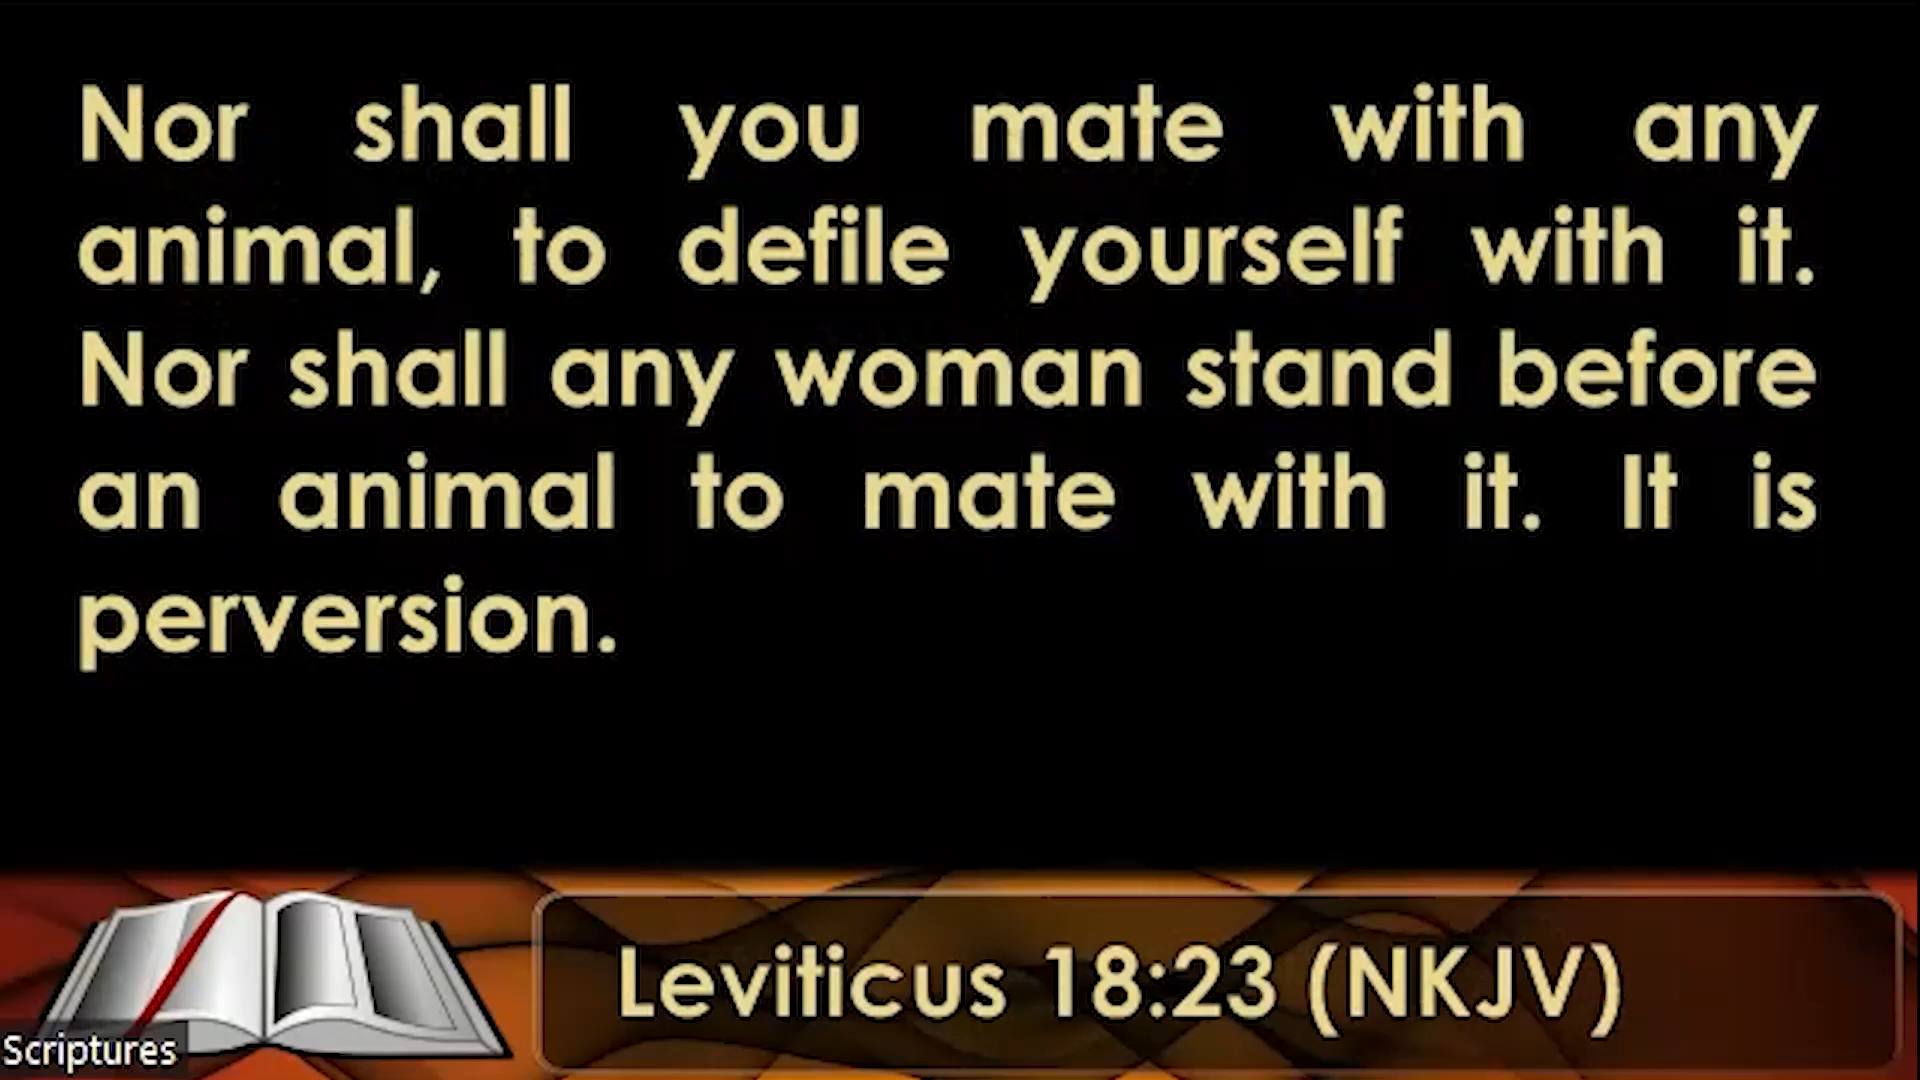 Nor shall you mate with any
animal, to defile yourself with it.
Nor shall any woman stand before
an animal to mate with it. It is
perversion.
Leviticus 18:23 (NKJV)
Scriptures